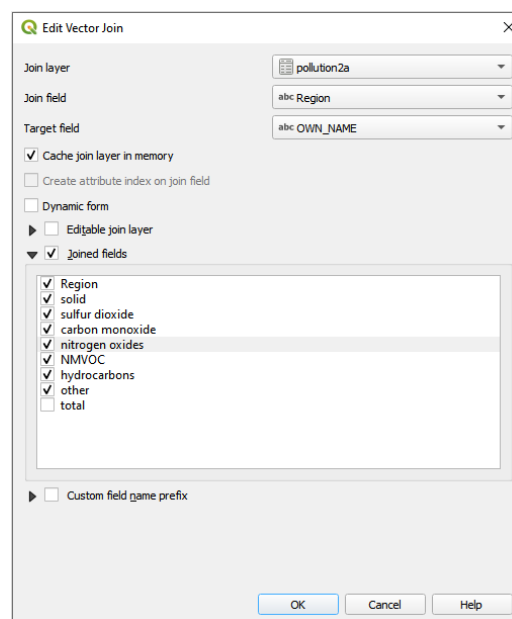 Edit Vector Join
Join layer pollution2a
Join field abc Region
Target field abc OWN_NAME
Cache join layer in memory
Create attribute index on join field
Dynamic form
Editable join layer
Joined fields
Region
solid
sulfur dioxide
carbon monoxide
nitrogen oxides
NMVOC
hydrocarbons
other
total
Custom field name prefix
OK Cancel Help